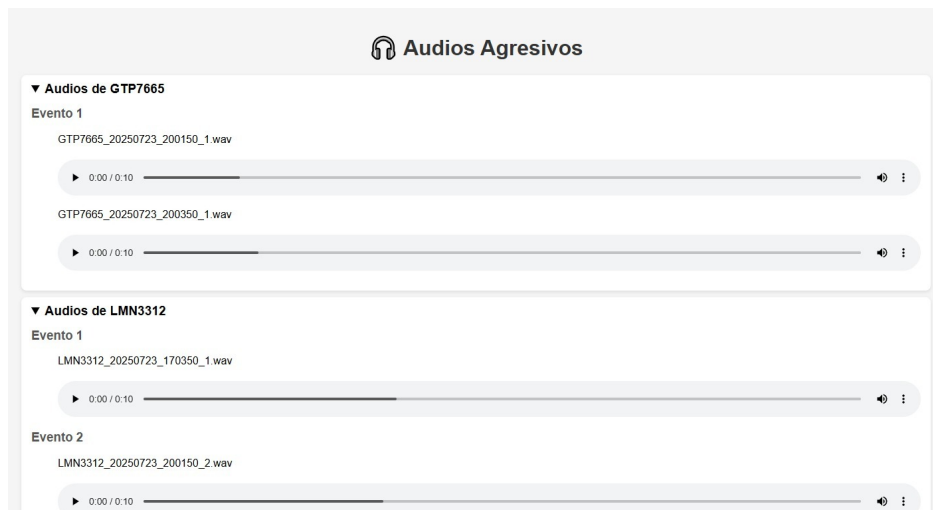 Audios Agresivos
▼ Audios de GTP7665
Evento 1
GTP7665_20250723_200150_1.wav
0:00 / 0:10
GTP7665_20250723_200350_1.wav
0:00 / 0:10
▼ Audios de LMN3312
Evento 1
LMN3312_20250723_170350_1.wav
0:00 / 0:10
Evento 2
LMN3312_20250723_200150_2.wav
0:00 / 0:10